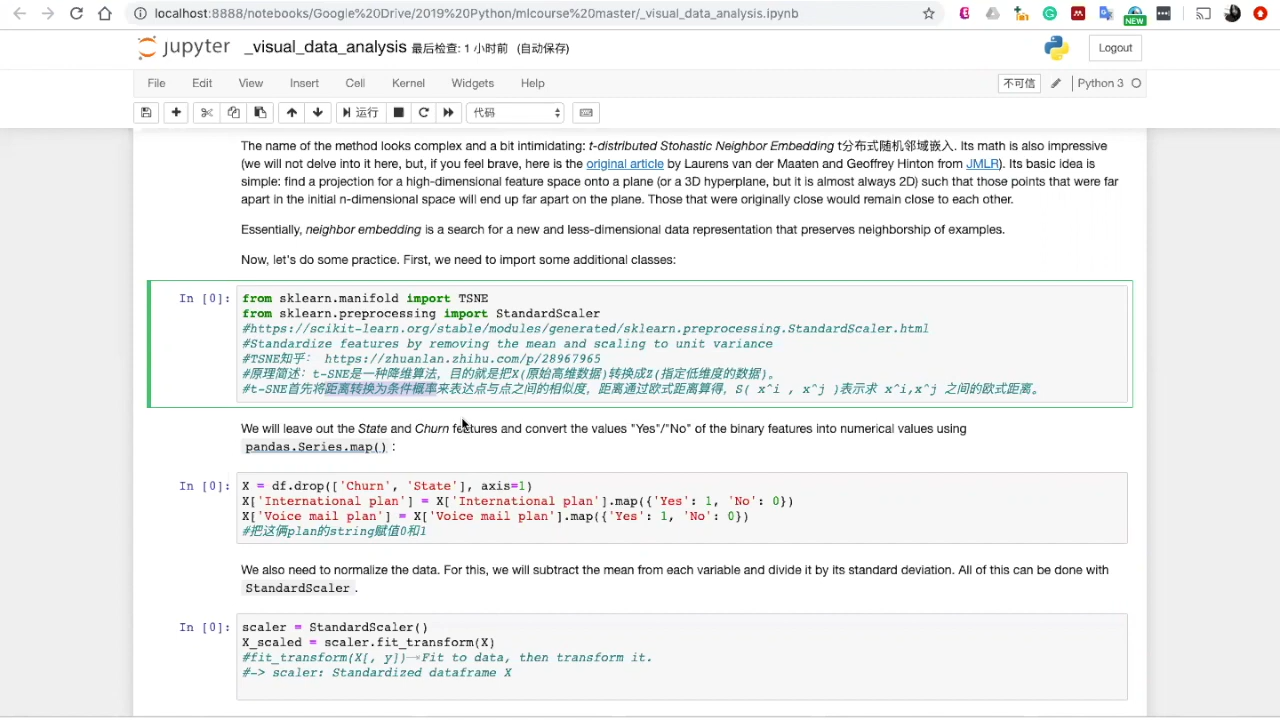 localhost:8888/notebooks/Google%20Drive/2D%20%20Python/mlcourse%20master/_visual_data_analysis.ipynb
NEW
jupyter _visual_data_analysis 最后检查: 1 小时前 (自动保存)
Logout
File Edit View Insert Cell Kernel Widgets Help
不可信 Python 3
运行 代码
The name of the method looks complex and a bit intimidating: t-distributed Stohastic Neighbor Embedding t分布式随机邻域嵌入. Its math is also impressive
(we will not delve into it here, but, if you feel brave, here is the original article by Laurens van der Maaten and Geoffrey Hinton from JMLR). Its basic idea is
simple: find a projection for a high-dimensional feature space onto a plane (or a 3D hyperplane, but it is almost always 2D) such that those points that were far
apart in the initial n-dimensional space will end up far apart on the plane. Those that were originally close would remain close to each other.
Essentially, neighbor embedding is a search for a new and less-dimensional data representation that preserves neighborship of examples.
Now, let's do some practice. First, we need to import some additional classes:
In [0]: from sklearn.manifold import TSNE
from sklearn.preprocessing import StandardScaler
#https://scikit-learn.org/stable/modules/generated/sklearn.preprocessing.StandardScaler.html
#Standardize features by removing the mean and scaling to unit variance
#TSNE知乎： https://zhuanlan.zhihu.com/p/28967965
#原理简述：t-SNE是一种降维算法，目的就是把X(原始高维数据)转换成Z(指定低维度的数据)。
#t-SNE首先将距离转换为条件概率来表达点与点之间的相似度，距离通过欧式距离算得，S( x^i , x^j )表示求 x^i,x^j 之间的欧式距离。
We will leave out the State and Churn features and convert the values "Yes"/"No" of the binary features into numerical values using
pandas.Series.map() :
In [0]: X = df.drop(['Churn', 'State'], axis=1)
X['International plan'] = X['International plan'].map({'Yes': 1, 'No': 0})
X['Voice mail plan'] = X['Voice mail plan'].map({'Yes': 1, 'No': 0})
#把这俩plan的string赋值0和1
We also need to normalize the data. For this, we will subtract the mean from each variable and divide it by its standard deviation. All of this can be done with
StandardScaler .
In [0]: scaler = StandardScaler()
X_scaled = scaler.fit_transform(X)
#fit_transform(X[, y])→Fit to data, then transform it.
#-> scaler: Standardized dataframe X